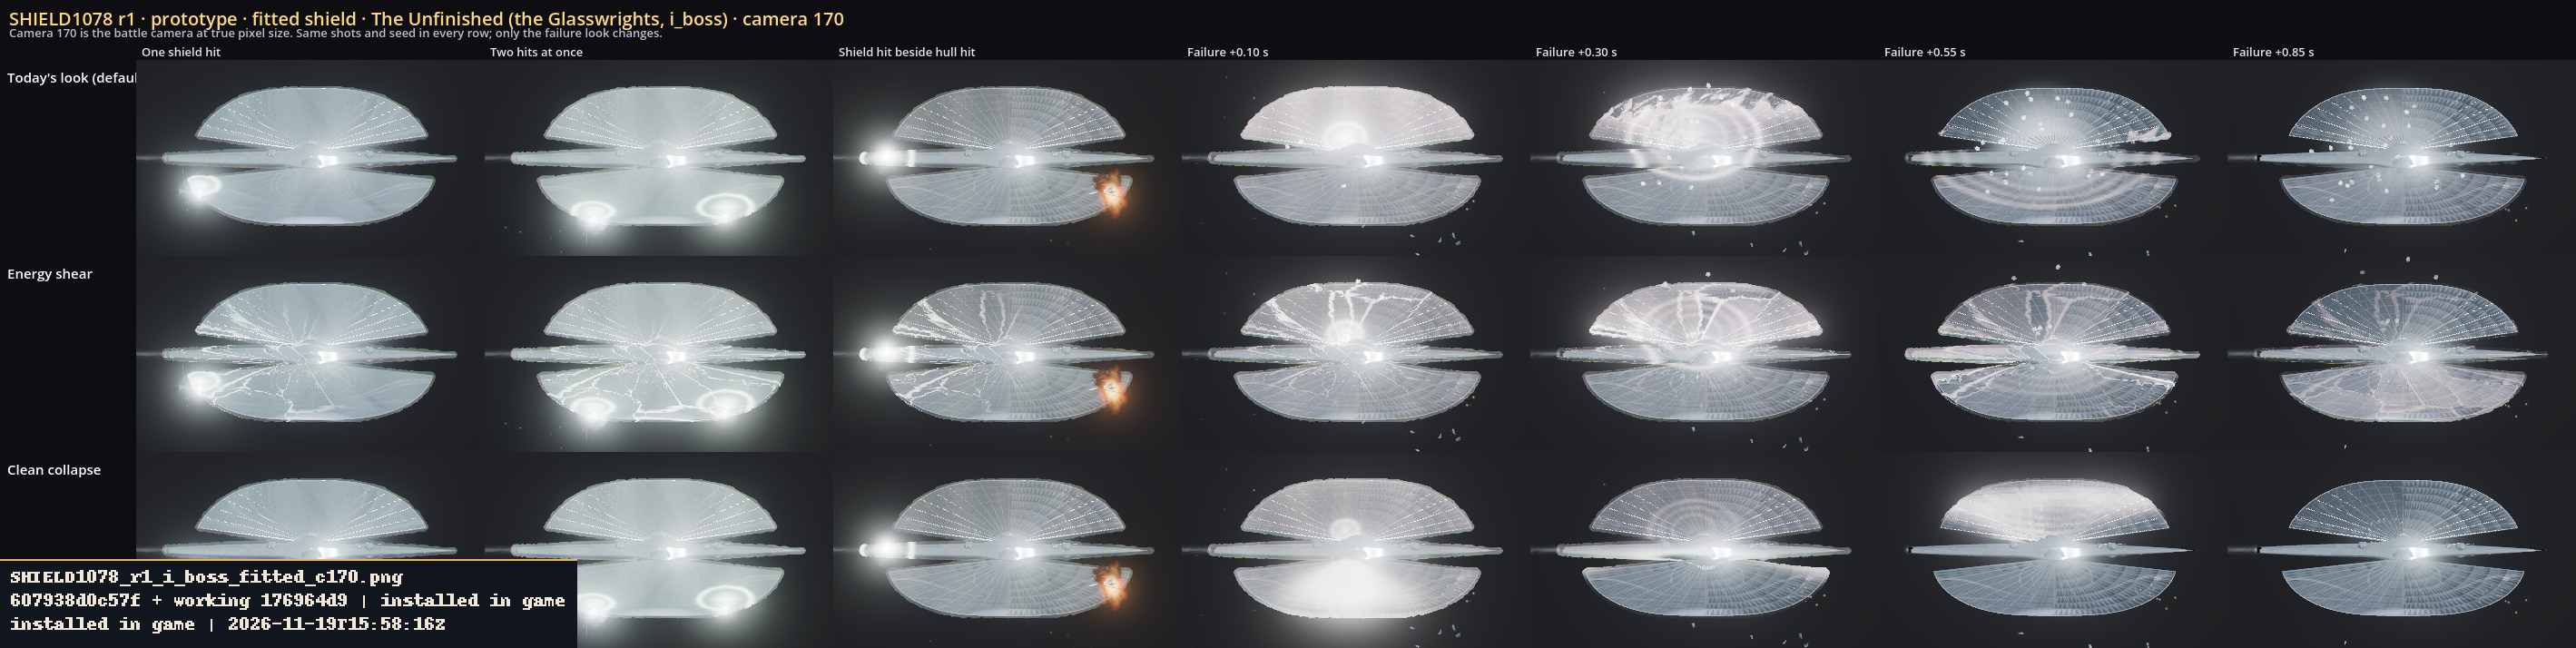 SHIELD1078 r1 · prototype · fitted shield · The Unfinished (the Glasswrights, i_boss) · camera 170
Camera 170 is the battle camera at true pixel size. Same shots and seed in every row; only the failure look changes.
One shield hit
Two hits at once
Shield hit beside hull hit
Failure +0.10 s
Failure +0.30 s
Failure +0.55 s
Failure +0.85 s
Today's look (defaul
Energy shear
Clean collapse
SHIELD1078_r1_i_boss_fitted_c170.png
607938d0c57f + working 176964d9 | installed in game
installed in game | 2026-11-19T15:58:16Z